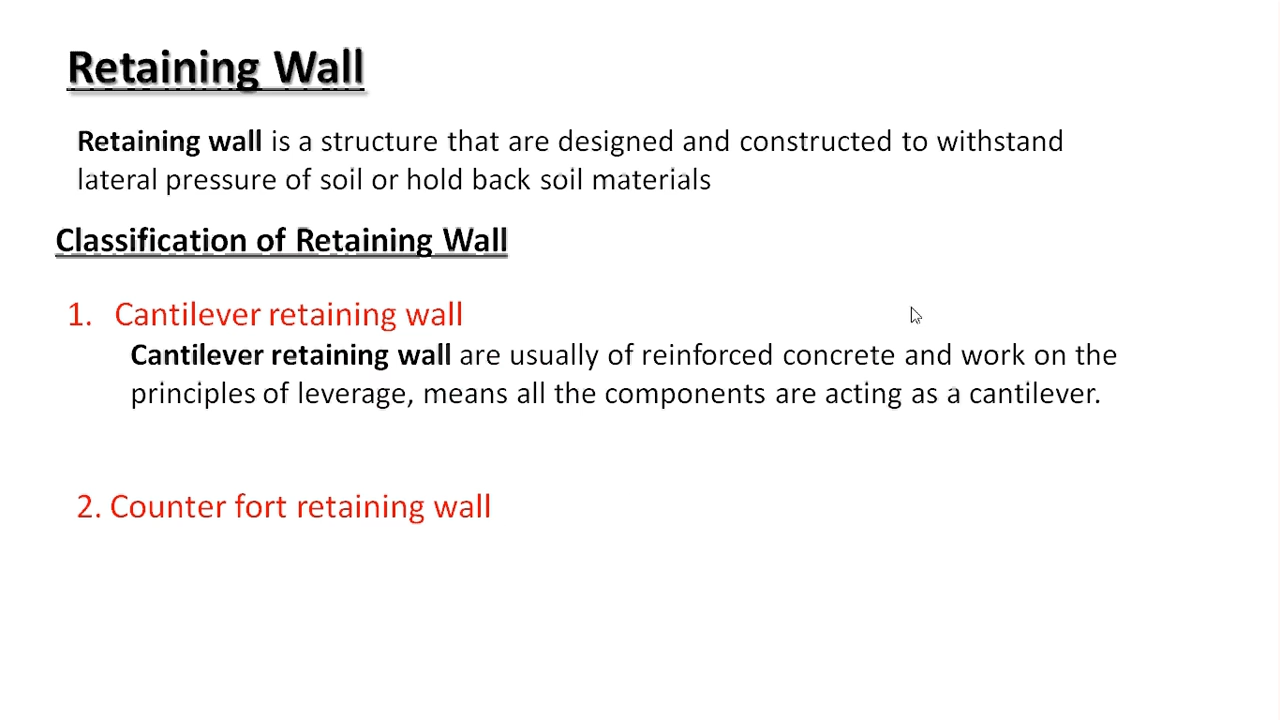 Retaining Wall
Retaining wall is a structure that are designed and constructed to withstand
lateral pressure of soil or hold back soil materials
Classification of Retaining Wall
1. Cantilever retaining wall
Cantilever retaining wall are usually of reinforced concrete and work on the
principles of leverage, means all the components are acting as a cantilever.
2. Counter fort retaining wall